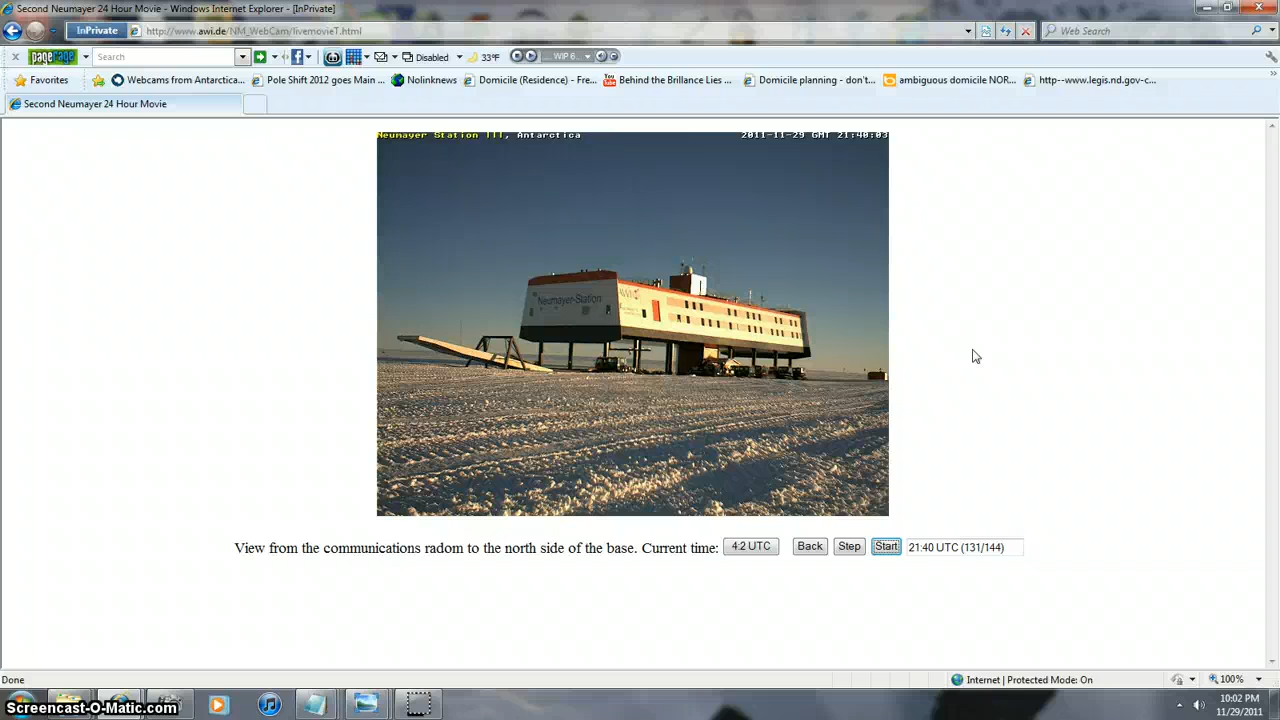 Second Neumayer 24 Hour Movie - Windows Internet Explorer - [InPrivate]
InPrivate http://www.awi.de/NM_WebCam/livemovieT.html Web Search
pageRage Search Disabled 33°F WIP 6...
Favorites Webcams from Antarctica... Pole Shift 2012 goes Main ... Nolinknews Domicile (Residence) - Fre... Behind the Brillance Lies ... Domicile planning - don't... ambiguous domicile NOR... http--www.legis.nd.gov-c...
Second Neumayer 24 Hour Movie
Neumayer Station III, Antarctica 2011-11-29 GMT 21:40:03
Neumayer-Station
AWI
View from the communications radom to the north side of the base. Current time: 4:2 UTC Back Step Start 21:40 UTC (131/144)
Done Internet | Protected Mode: On 100%
Screencast-O-Matic.com
10:02 PM
11/29/2011